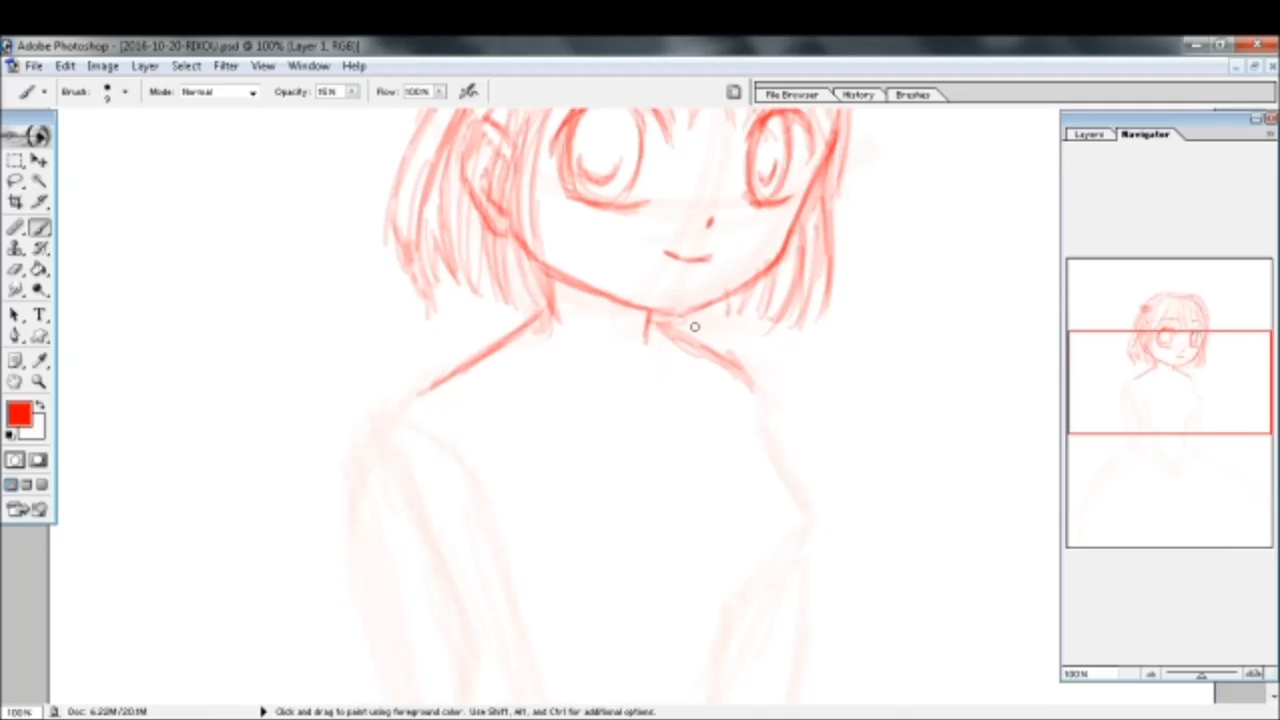 Adobe Photoshop - [2016-10-20-RIXOU.psd @ 100% (Layer 1, RGB)]
File Edit Image Layer Select Filter View Window Help
Brush: 9 Mode: Normal Opacity: 15% Flow: 100% File Browser History Brushes
Layers Navigator
T
100%
100% Doc: 6.22M/20.1M Click and drag to paint using foreground color. Use Shift, Alt, and Ctrl for additional options.